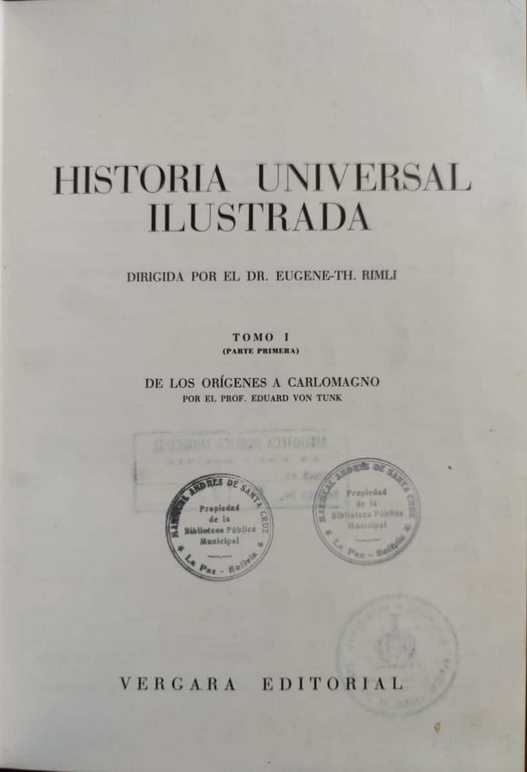 HISTORIA UNIVERSAL
ILUSTRADA
DIRIGIDA POR EL DR. EUGENE-TH. RIMLI
TOMO I
(PARTE PRIMERA)
DE LOS ORÍGENES A CARLOMAGNO
POR EL PROF. EDUARD VON TUNK
MARISCAL ANDRES DE SANTA CRUZ
Propiedad
de la
Biblioteca Pública
Municipal
La Paz - Bolivia
MARISCAL ANDRES DE SANTA CRUZ
Propiedad
de la
Biblioteca Pública
Municipal
La Paz - Bolivia
VERGARA EDITORIAL